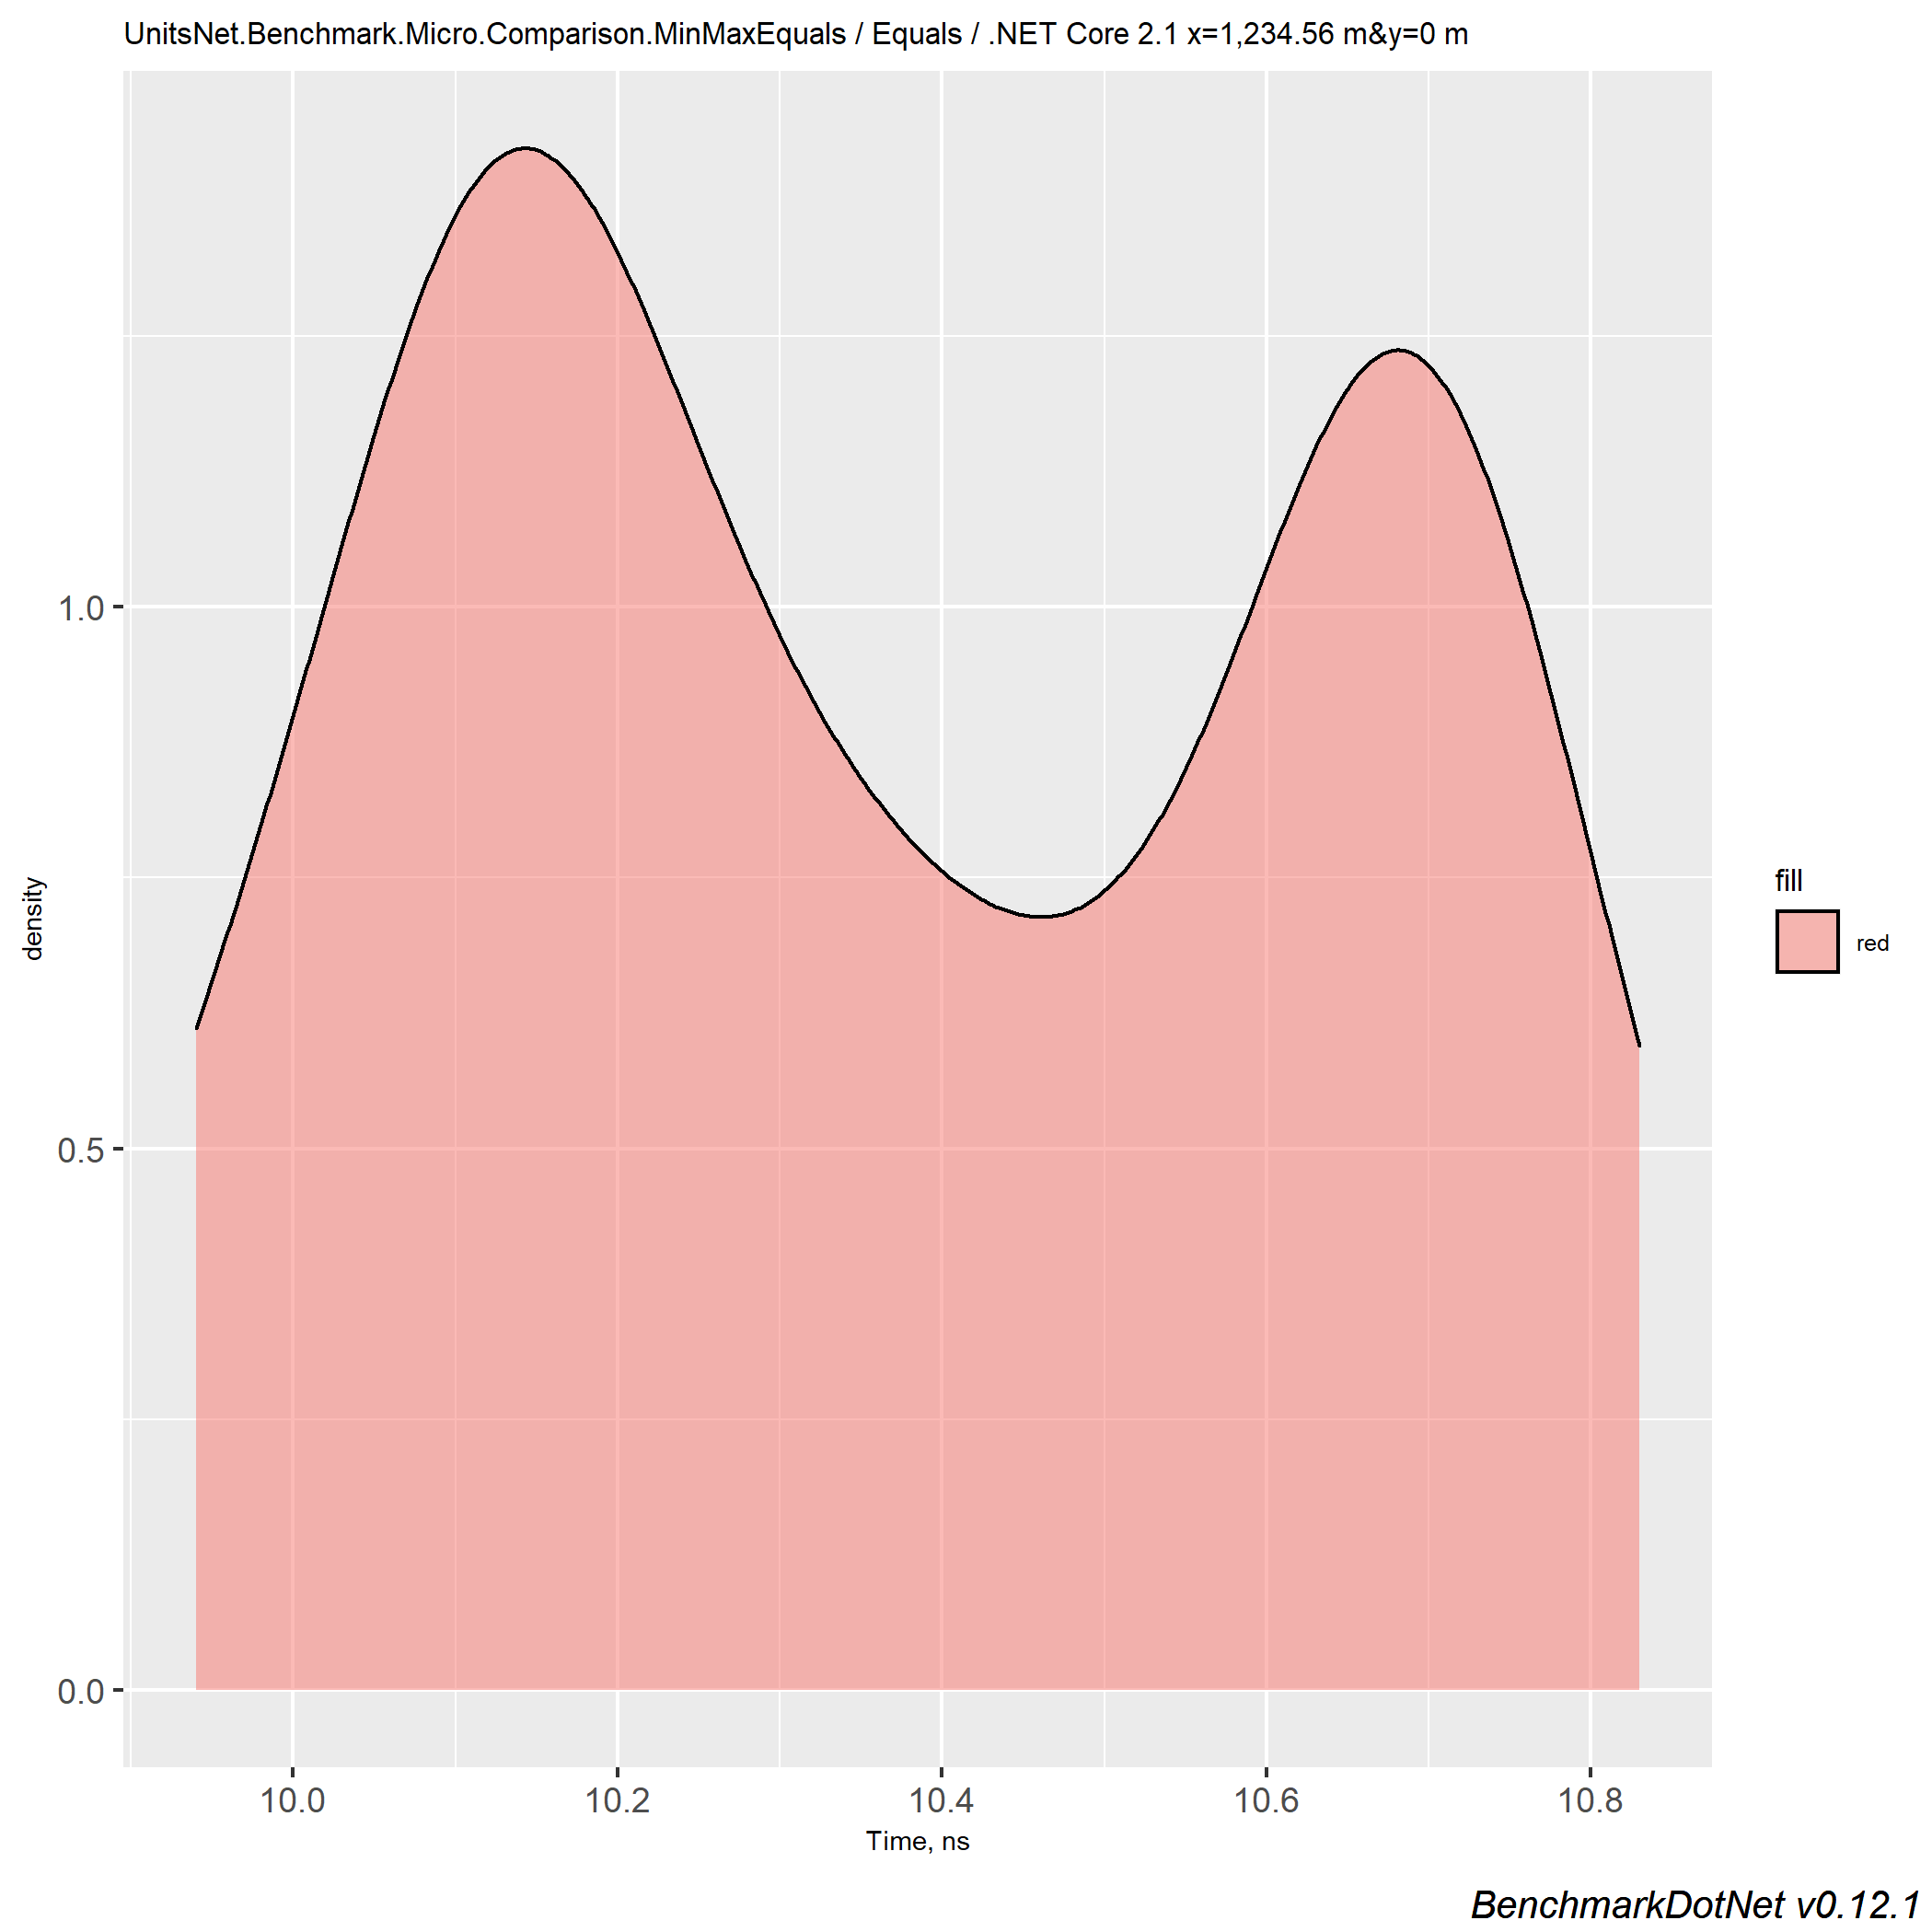 UnitsNet.Benchmark.Micro.Comparison.MinMaxEquals / Equals / .NET Core 2.1 x=1,234.56 m&y=0 m
1.0
0.5
0.0
density
10.0 10.2 10.4 10.6 10.8
Time, ns
fill
red
BenchmarkDotNet v0.12.1